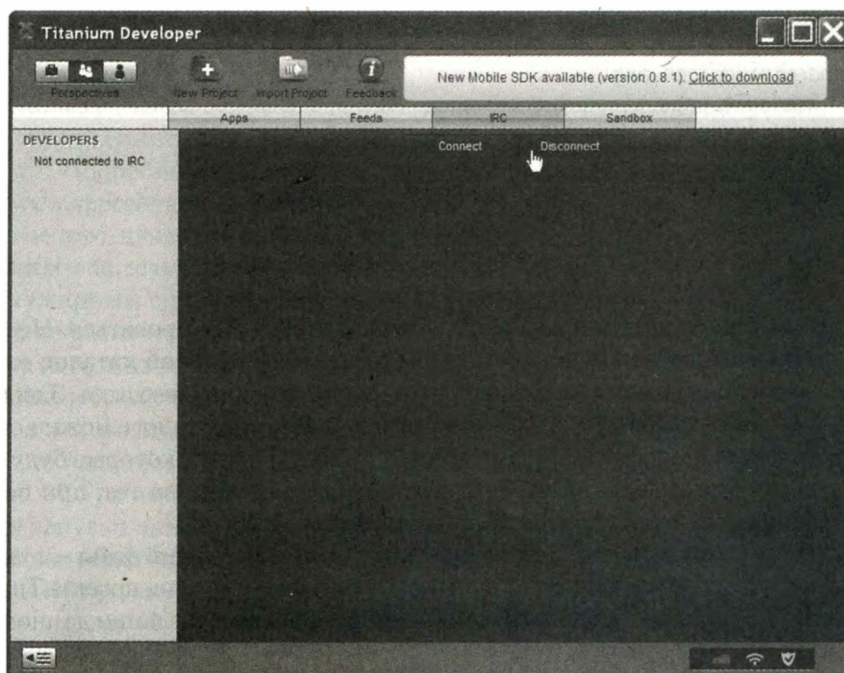 Titanium Developer
Perspectives
New Project
Import Project
Feedback
New Mobile SDK available (version 0.8.1). Click to download
Apps
Feeds
IRC
Sandbox
DEVELOPERS
Not connected to IRC
Connect
Disconnect